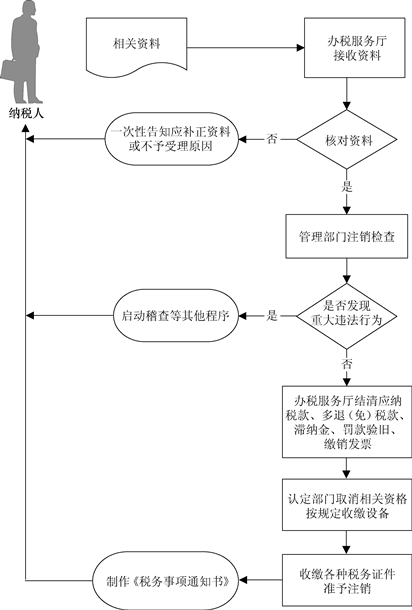 相关资料
办税服务厅
接收资料
纳税人
一次性告知应补正资料
或不予受理原因
否
核对资料
是
管理部门注销检查
启动稽查等其他程序
是
是否发现
重大违法行为
否
办税服务厅结清应纳
税款、多退（免）税款、
滞纳金、罚款验旧、
缴销发票
认定部门取消相关资格
按规定收缴设备
制作《税务事项通知书》
收缴各种税务证件
准予注销